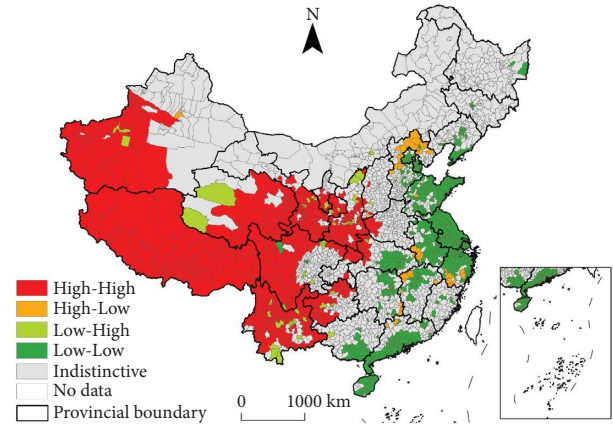 N
High-High
High-Low
Low-High
Low-Low
Indistinctive
No data
Provincial boundary
0 1000 km